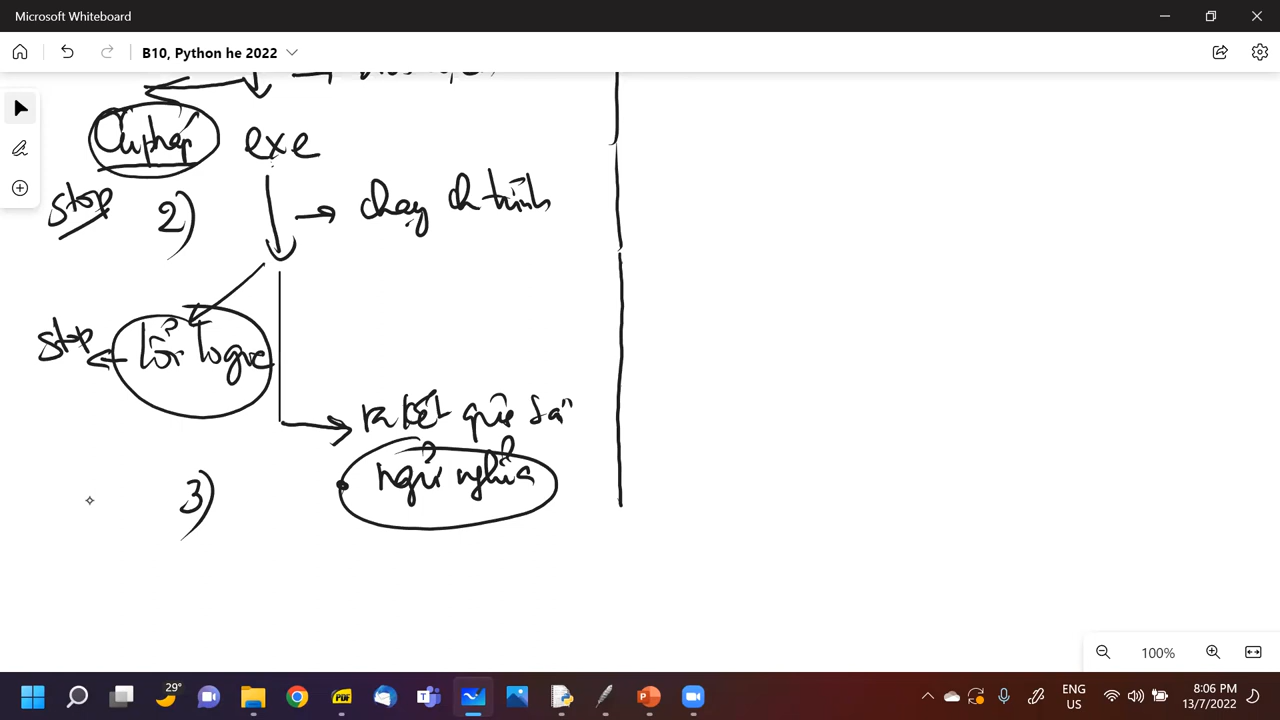 Microsoft Whiteboard
B10, Python he 2022
Cú pháp exe
stop 2) → chạy ch trình
stop lỗi logic
ra kết quả sai
3) ngữ nghĩa
100%
29°
ENG
US
8:06 PM
13/7/2022